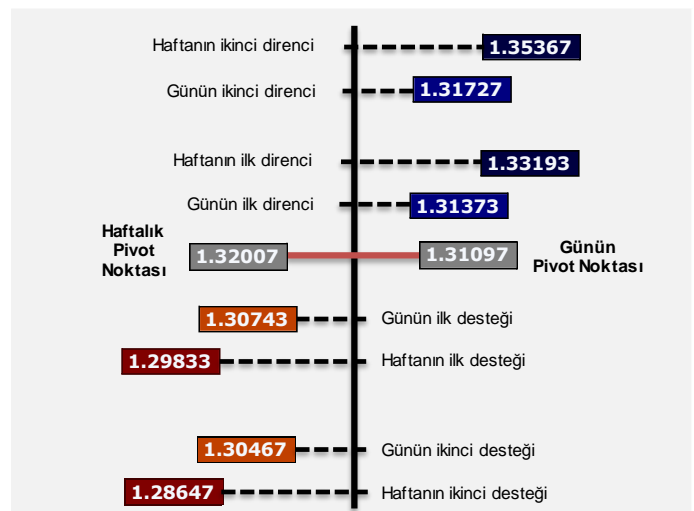 Haftanın ikinci direnci
1.35367
Günün ikinci direnci
1.31727
Haftanın ilk direnci
1.33193
Günün ilk direnci
1.31373
Haftalık
Pivot
Noktası
1.32007
1.31097
Günün
Pivot Noktası
1.30743
Günün ilk desteği
1.29833
Haftanın ilk desteği
1.30467
Günün ikinci desteği
1.28647
Haftanın ikinci desteği